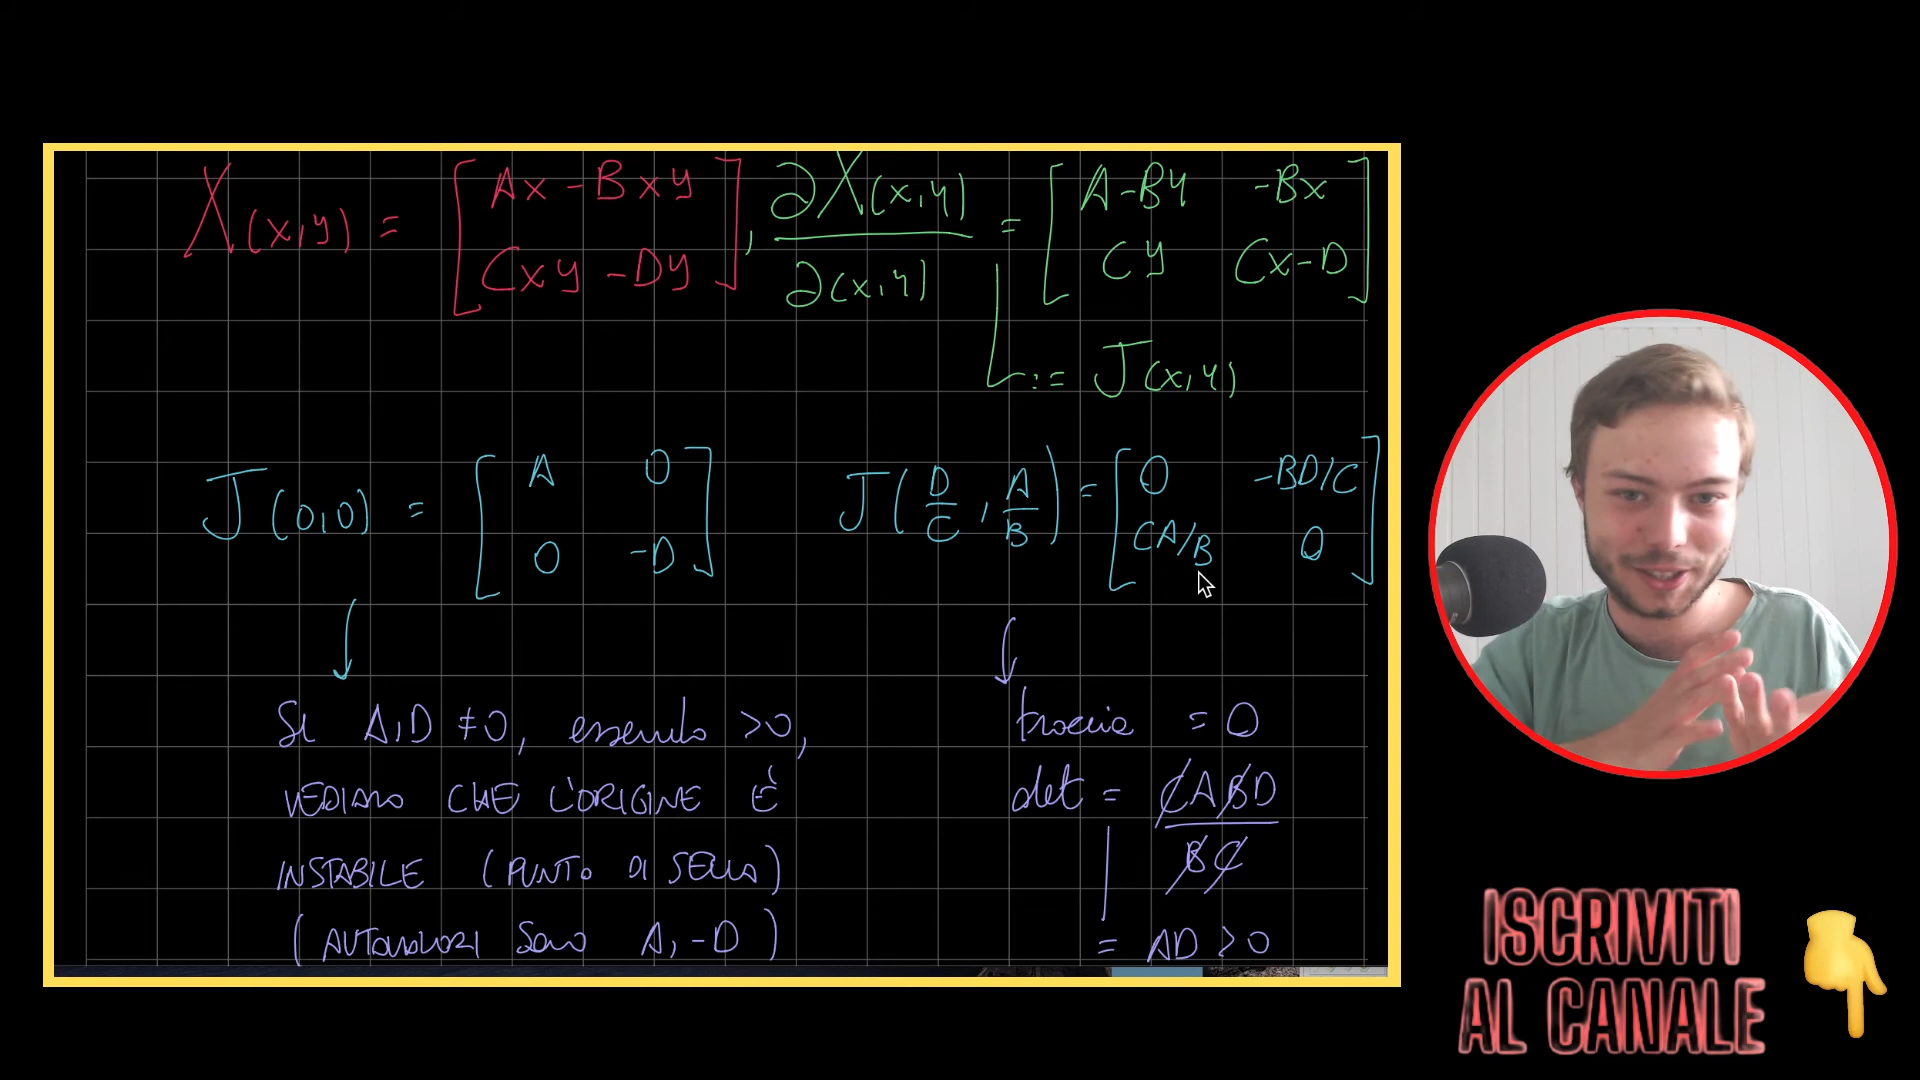 X(x,y) = [Ax - Bxy
Cxy - Dy] , ∂X(x,y) / ∂(x,y) = [A-By -Bx
Cy Cx-D]
:= J(x,y)
J(0,0) = [A 0
0 -D]
J(D/C, A/B) = [0 -BD/C
CA/B 0]
SE A,D ≠ 0, essendo >0,
VEDIAMO CHE L'ORIGINE È
INSTABILE (PUNTO DI SELLA)
(AUTOVALORI SONO A, -D)
traccia = 0
det = CABD / BC
= AD > 0
ISCRIVITI
AL CANALE